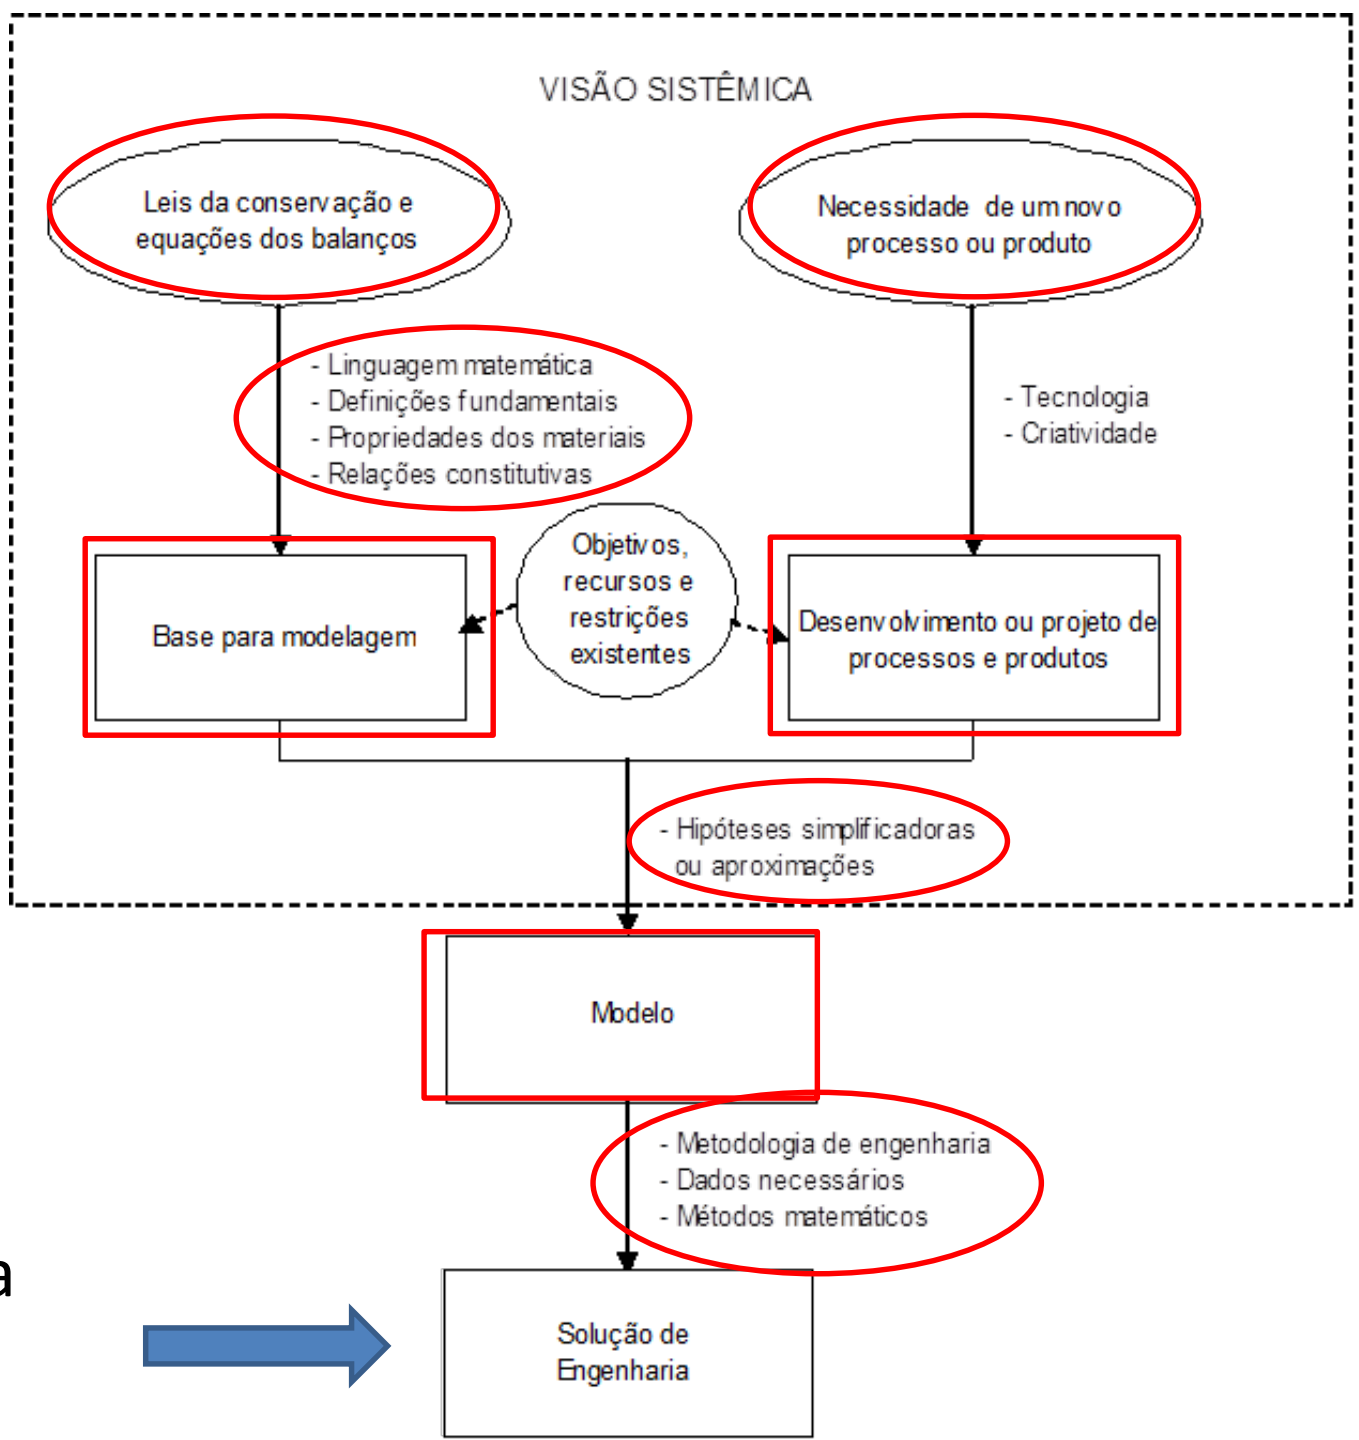 VISÃO SISTÊMICA
Leis da conservação e
equações dos balanços
Necessidade de um novo
processo ou produto
- Linguagem matemática
- Definições fundamentais
- Propriedades dos materiais
- Relações constitutivas
- Tecnologia
- Criatividade
Objetivos,
recursos e
restrições
existentes
Base para modelagem
Desenvolvimento ou projeto de
processos e produtos
- Hipóteses simplificadoras
ou aproximações
Modelo
- Metodologia de engenharia
- Dados necessários
- Métodos matemáticos
a
Solução de
Engenharia